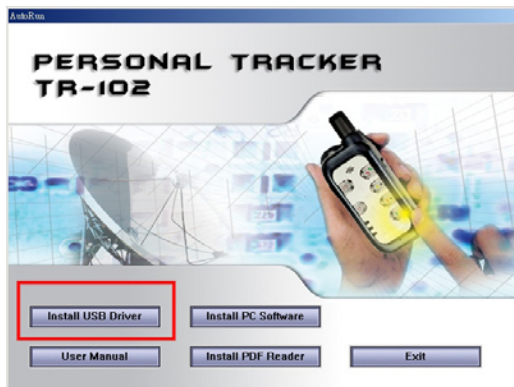 AutoRun
PERSONAL TRACKER
TR-102
Install USB Driver
Install PC Software
User Manual
Install PDF Reader
Exit